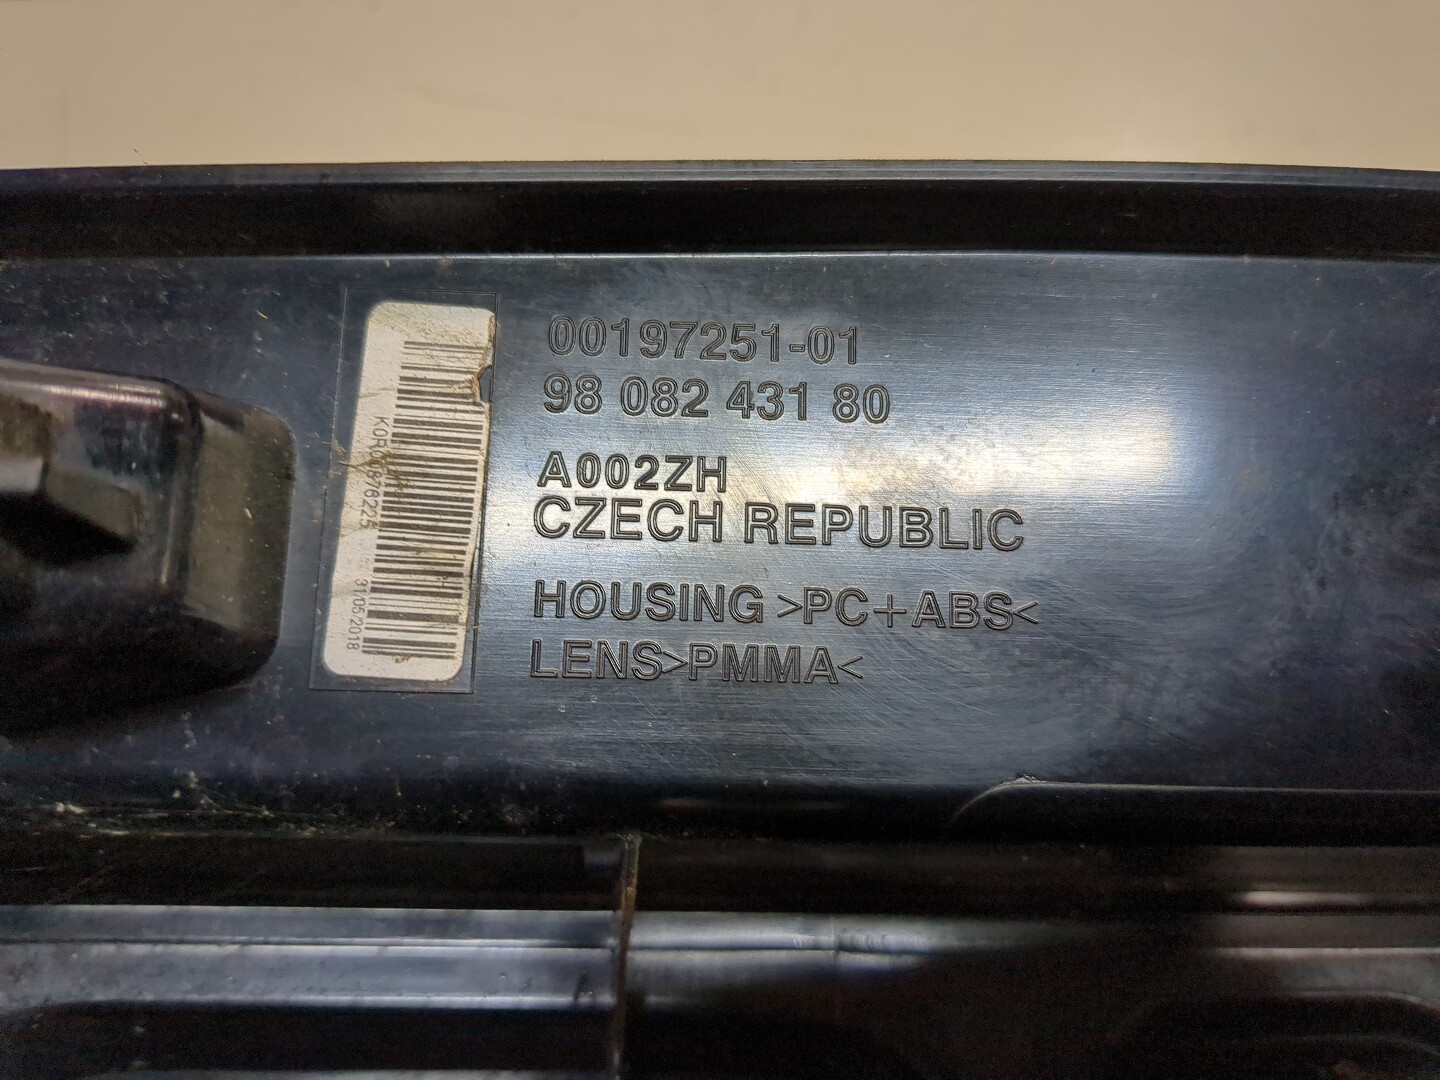 00197251-01
98 082 431 80
A002ZH
CZECH REPUBLIC
HOUSING >PC+ABS<
LENS>PMMA<
31.05.2018